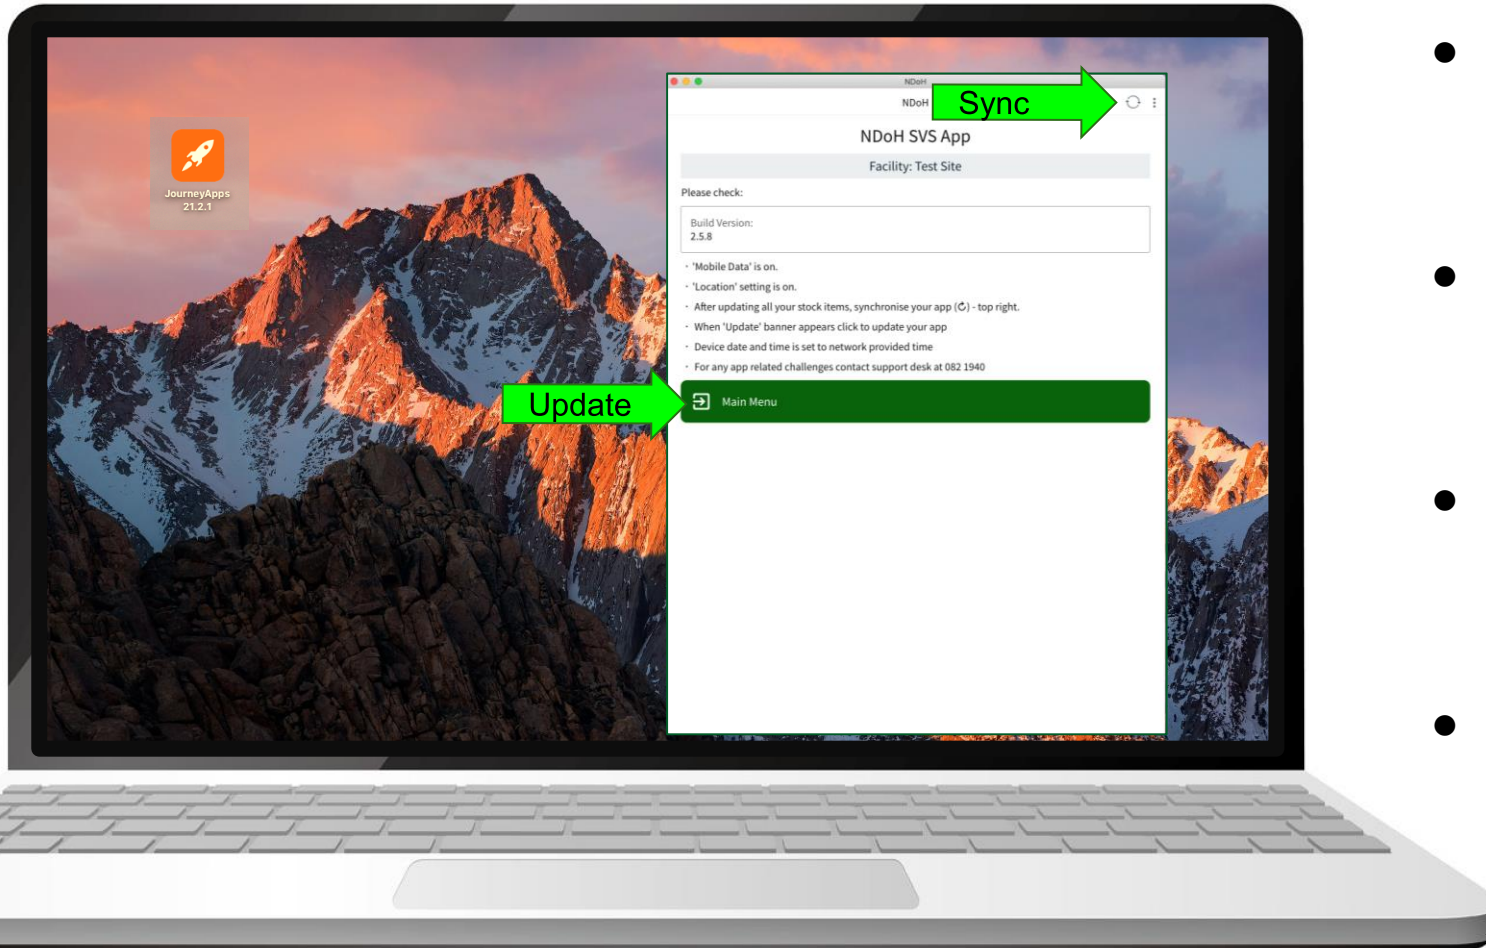 JourneyApps
21.2.1
NDoH
NDoH
Sync
NDoH SVS App
Facility: Test Site
Please check:
Build Version:
2.5.8
· 'Mobile Data' is on.
· 'Location' setting is on.
· After updating all your stock items, synchronise your app (↻) - top right.
· When 'Update' banner appears click to update your app
· Device date and time is set to network provided time
· For any app related challenges contact support desk at 082 1940
Update
Main Menu